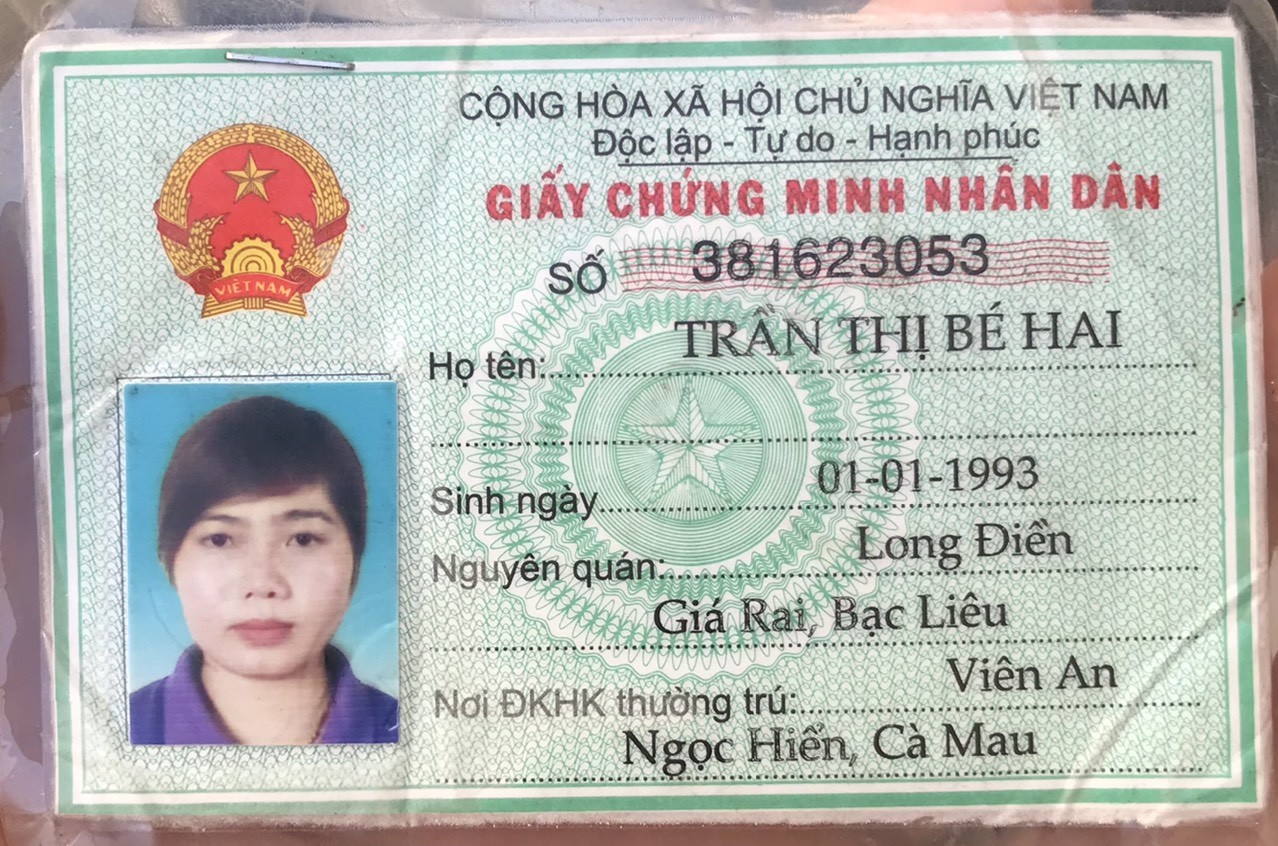 CỘNG HÒA XÃ HỘI CHỦ NGHĨA VIỆT NAM
Độc lập - Tự do - Hạnh phúc
GIẤY CHỨNG MINH NHÂN DÂN
SỐ 381623053
VIỆT NAM
Họ tên: TRẦN THỊ BÉ HAI
Sinh ngày 01-01-1993
Nguyên quán: Long Điền
Giá Rai, Bạc Liêu
Nơi ĐKHK thường trú: Viên An
Ngọc Hiển, Cà Mau